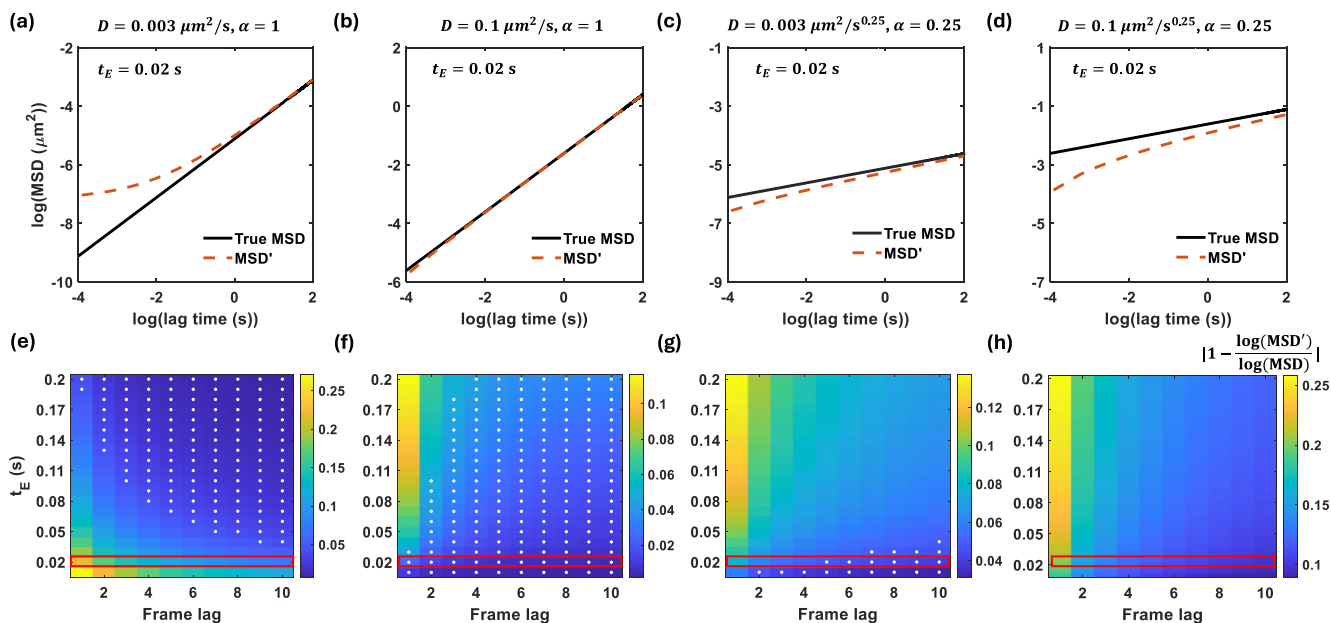 (a) D = 0.003 μm²/s, α = 1
(b) D = 0.1 μm²/s, α = 1
(c) D = 0.003 μm²/s^0.25, α = 0.25
(d) D = 0.1 μm²/s^0.25, α = 0.25
t_E = 0.02 s
log(MSD (μm²))
-2
-4
-6
-8
-10
True MSD
MSD'
-4 -2 0 2
log(lag time (s))
t_E = 0.02 s
2
0
-2
-4
-6
True MSD
MSD'
-4 -2 0 2
log(lag time (s))
t_E = 0.02 s
-1
-3
-5
-7
-9
True MSD
MSD'
-4 -2 0 2
log(lag time (s))
t_E = 0.02 s
1
-1
-3
-5
-7
True MSD
MSD'
-4 -2 0 2
log(lag time (s))
(e)
t_E (s)
0.2
0.17
0.14
0.11
0.08
0.05
0.02
2 4 6 8 10
Frame lag
0.25
0.2
0.15
0.1
0.05
(f)
0.2
0.17
0.14
0.11
0.08
0.05
0.02
2 4 6 8 10
Frame lag
0.1
0.08
0.06
0.04
0.02
(g)
0.2
0.17
0.14
0.11
0.08
0.05
0.02
2 4 6 8 10
Frame lag
0.12
0.1
0.08
0.06
0.04
(h)
|1 − log(MSD′)/log(MSD)|
0.2
0.17
0.14
0.11
0.08
0.05
0.02
2 4 6 8 10
Frame lag
0.25
0.2
0.15
0.1